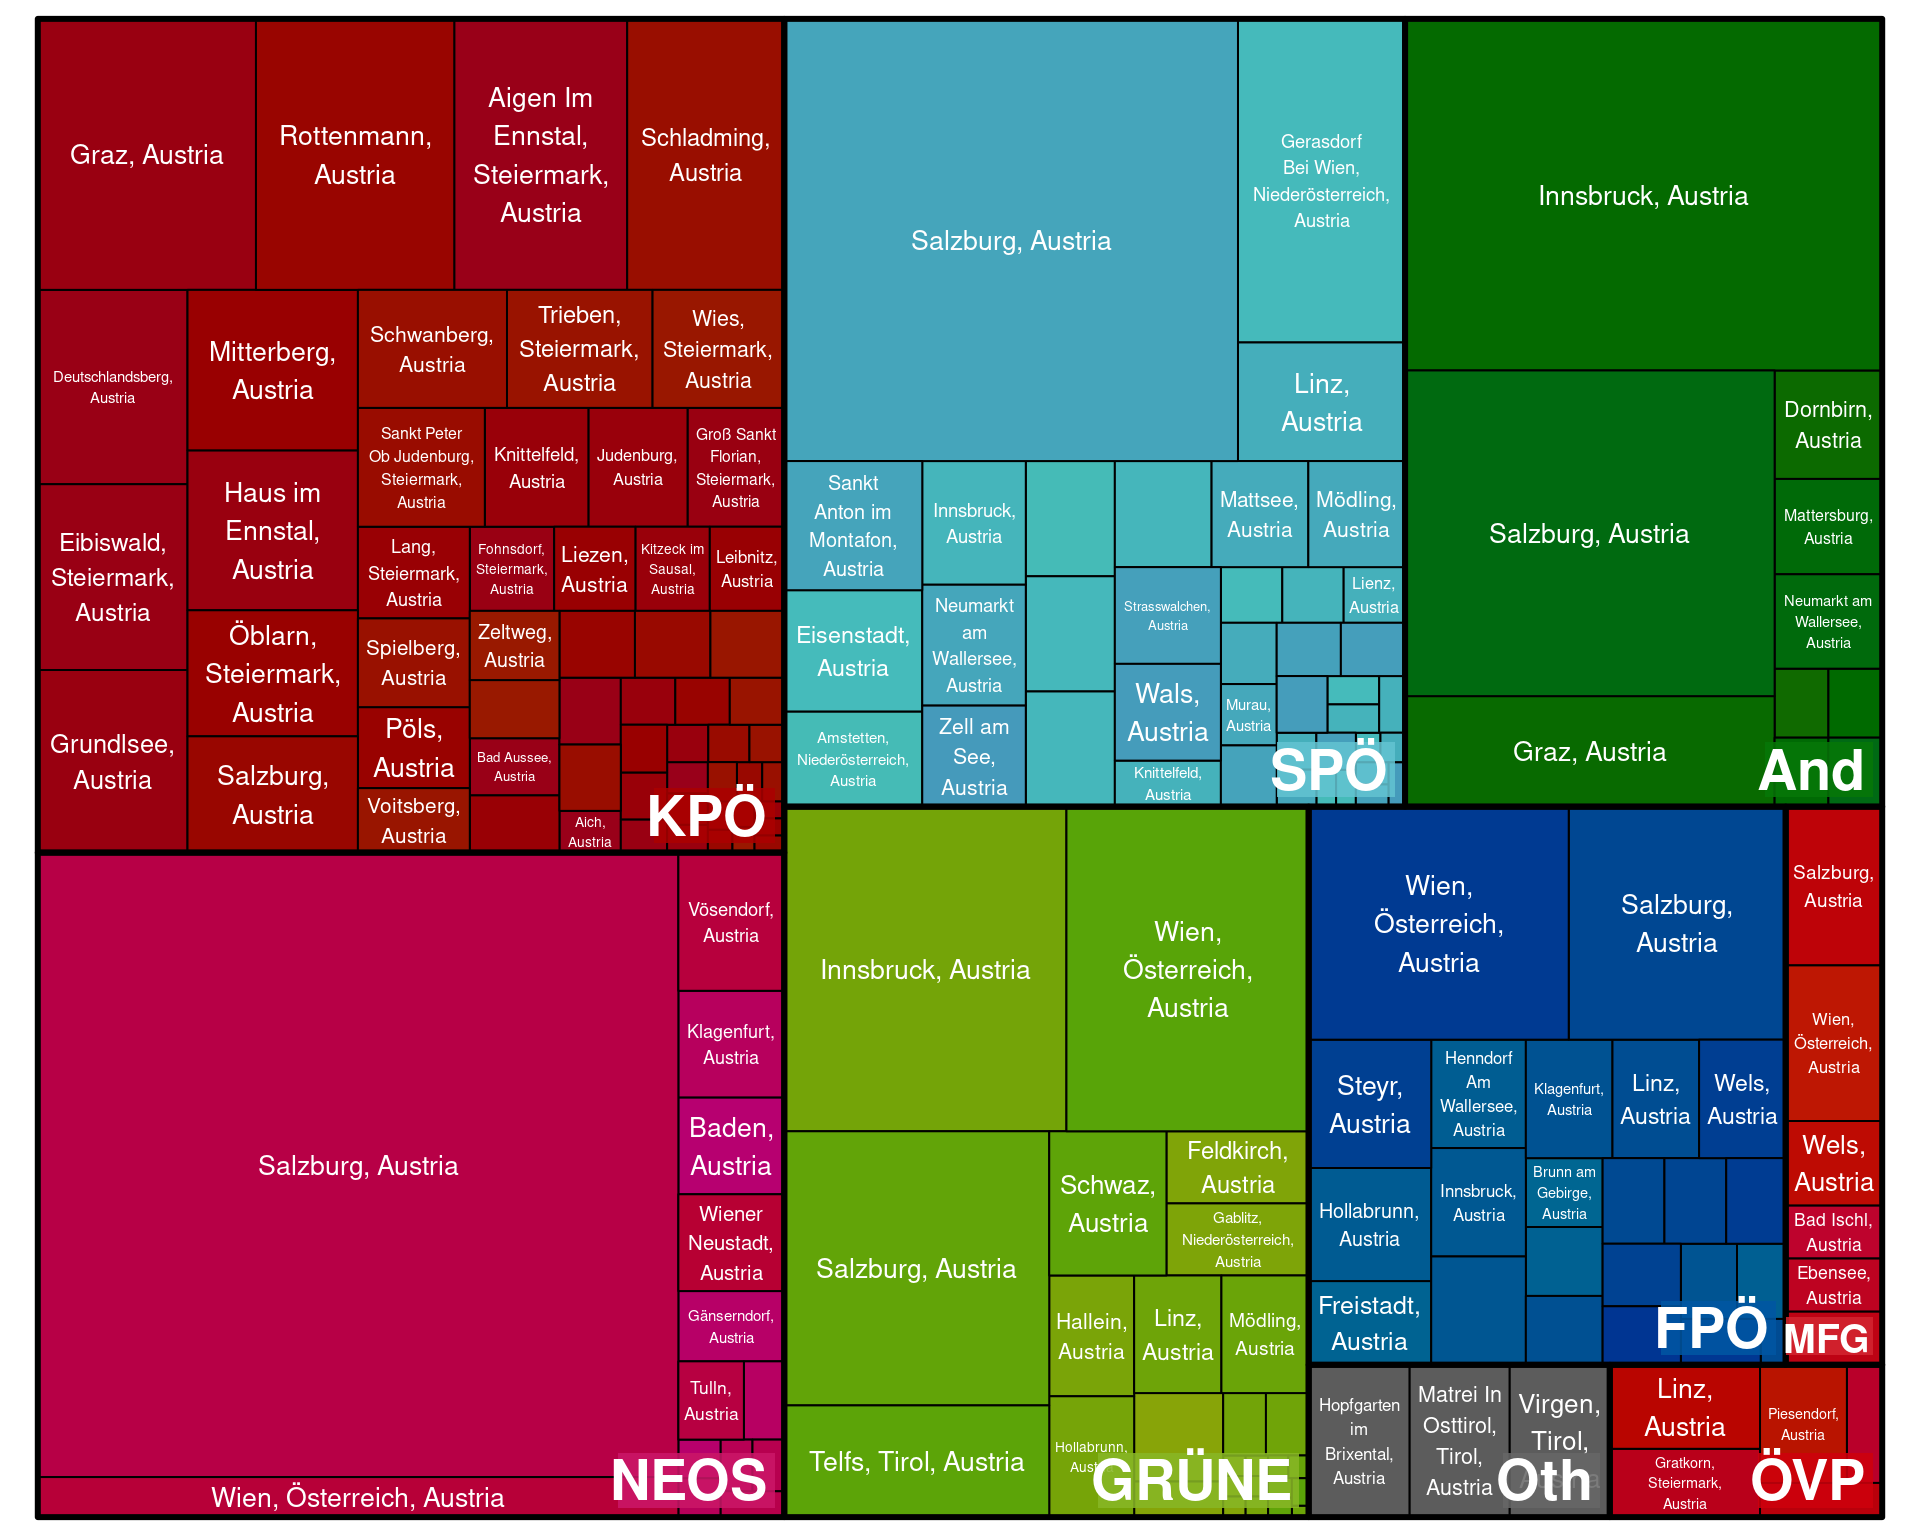 Graz, Austria
Rottenmann,
Austria
Aigen Im
Ennstal,
Steiermark,
Austria
Schladming,
Austria
Deutschlandsberg,
Austria
Eibiswald,
Steiermark,
Austria
Grundlsee,
Austria
Mitterberg,
Austria
Haus im
Ennstal,
Austria
Öblarn,
Steiermark,
Austria
Salzburg,
Austria
Schwanberg,
Austria
Trieben,
Steiermark,
Austria
Wies,
Steiermark,
Austria
Sankt Peter
Ob Judenburg,
Steiermark,
Austria
Knittelfeld,
Austria
Judenburg,
Austria
Groß Sankt
Florian,
Steiermark,
Austria
Lang,
Steiermark,
Austria
Fohnsdorf,
Steiermark,
Austria
Liezen,
Austria
Kitzeck im
Sausal,
Austria
Leibnitz,
Austria
Spielberg,
Austria
Zeltweg,
Austria
Pöls,
Austria
Bad Aussee,
Austria
Voitsberg,
Austria
Aich,
Austria
KPÖ
Salzburg, Austria
Gerasdorf
Bei Wien,
Niederösterreich,
Austria
Linz,
Austria
Sankt
Anton im
Montafon,
Austria
Innsbruck,
Austria
Mattsee,
Austria
Mödling,
Austria
Eisenstadt,
Austria
Neumarkt
am
Wallersee,
Austria
Strasswalchen,
Austria
Lienz,
Austria
Amstetten,
Niederösterreich,
Austria
Zell am
See,
Austria
Wals,
Austria
Murau,
Austria
Knittelfeld,
Austria
SPÖ
Innsbruck, Austria
Salzburg, Austria
Dornbirn,
Austria
Mattersburg,
Austria
Neumarkt am
Wallersee,
Austria
Graz, Austria
And
Salzburg, Austria
Vösendorf,
Austria
Klagenfurt,
Austria
Baden,
Austria
Wiener
Neustadt,
Austria
Gänserndorf,
Austria
Tulln,
Austria
Wien, Österreich, Austria
NEOS
Innsbruck, Austria
Wien,
Österreich,
Austria
Salzburg, Austria
Schwaz,
Austria
Feldkirch,
Austria
Gablitz,
Niederösterreich,
Austria
Hallein,
Austria
Linz,
Austria
Mödling,
Austria
Telfs, Tirol, Austria
Hollabrunn,
Austria
GRÜNE
Wien,
Österreich,
Austria
Salzburg,
Austria
Steyr,
Austria
Henndorf
Am
Wallersee,
Austria
Klagenfurt,
Austria
Linz,
Austria
Wels,
Austria
Hollabrunn,
Austria
Innsbruck,
Austria
Brunn am
Gebirge,
Austria
Freistadt,
Austria
FPÖ
Salzburg,
Austria
Wien,
Österreich,
Austria
Wels,
Austria
Bad Ischl,
Austria
Ebensee,
Austria
MFG
Hopfgarten
im
Brixental,
Austria
Matrei In
Osttirol,
Tirol,
Austria
Virgen,
Tirol,
Austria
Oth
Linz,
Austria
Piesendorf,
Austria
Gratkorn,
Steiermark,
Austria
ÖVP